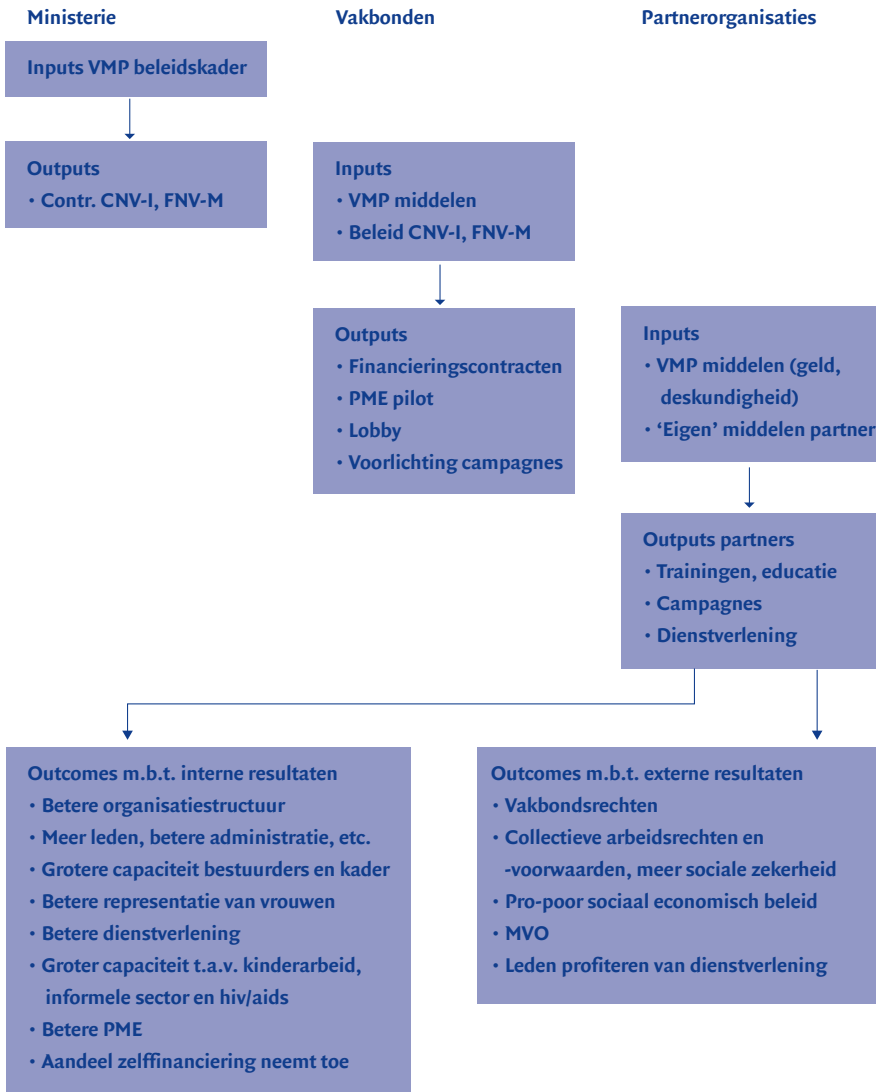 Ministerie
Vakbonden
Partnerorganisaties
Inputs VMP beleidskader
Outputs
• Contr. CNV-I, FNV-M
Inputs
• VMP middelen
• Beleid CNV-I, FNV-M
Outputs
• Financieringscontracten
• PME pilot
• Lobby
• Voorlichting campagnes
Inputs
• VMP middelen (geld,
deskundigheid)
• ‘Eigen’ middelen partner
Outputs partners
• Trainingen, educatie
• Campagnes
• Dienstverlening
Outcomes m.b.t. interne resultaten
• Betere organisatiestructuur
• Meer leden, betere administratie, etc.
• Grotere capaciteit bestuurders en kader
• Betere representatie van vrouwen
• Betere dienstverlening
• Groter capaciteit t.a.v. kinderarbeid,
informele sector en hiv/aids
• Betere PME
• Aandeel zelffinanciering neemt toe
Outcomes m.b.t. externe resultaten
• Vakbondsrechten
• Collectieve arbeidsrechten en
-voorwaarden, meer sociale zekerheid
• Pro-poor sociaal economisch beleid
• MVO
• Leden profiteren van dienstverlening